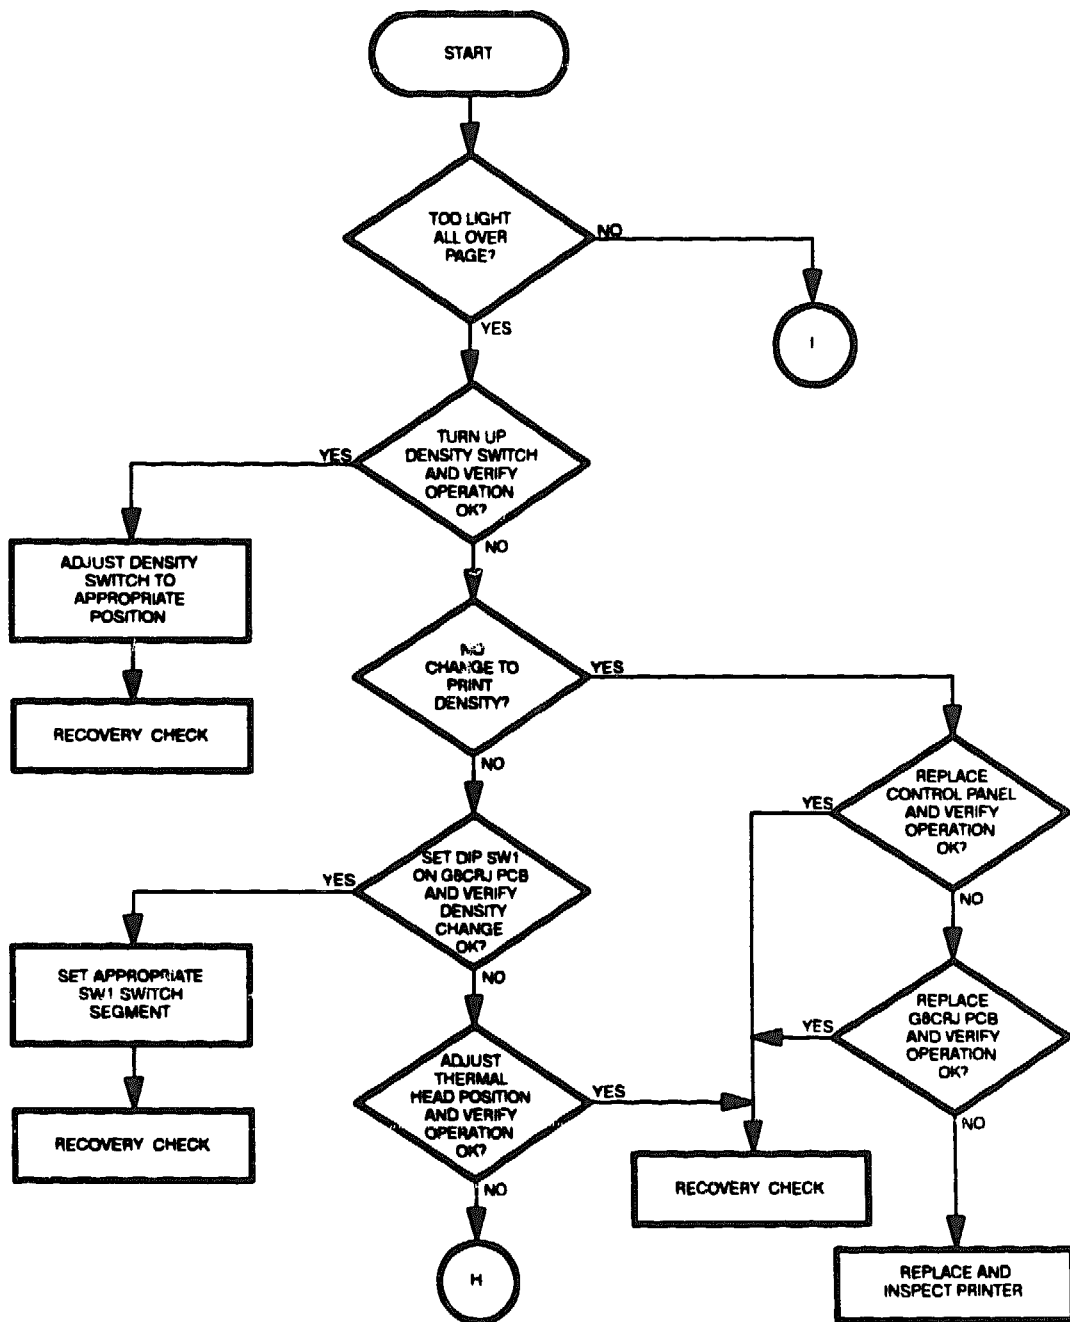 START
TOO LIGHT
ALL OVER
PAGE?
NO
I
YES
TURN UP
DENSITY SWITCH
AND VERIFY
OPERATION
OK?
YES
NO
ADJUST DENSITY
SWITCH TO
APPROPRIATE
POSITION
RECOVERY CHECK
NO
CHANGE TO
PRINT
DENSITY?
YES
NO
REPLACE
CONTROL PANEL
AND VERIFY
OPERATION
OK?
YES
NO
SET DIP SW1
ON G8CRJ PCB
AND VERIFY
DENSITY
CHANGE
OK?
YES
NO
SET APPROPRIATE
SW1 SWITCH
SEGMENT
RECOVERY CHECK
REPLACE
G8CRJ PCB
AND VERIFY
OPERATION
OK?
YES
NO
ADJUST
THERMAL
HEAD POSITION
AND VERIFY
OPERATION
OK?
YES
NO
RECOVERY CHECK
H
REPLACE AND
INSPECT PRINTER